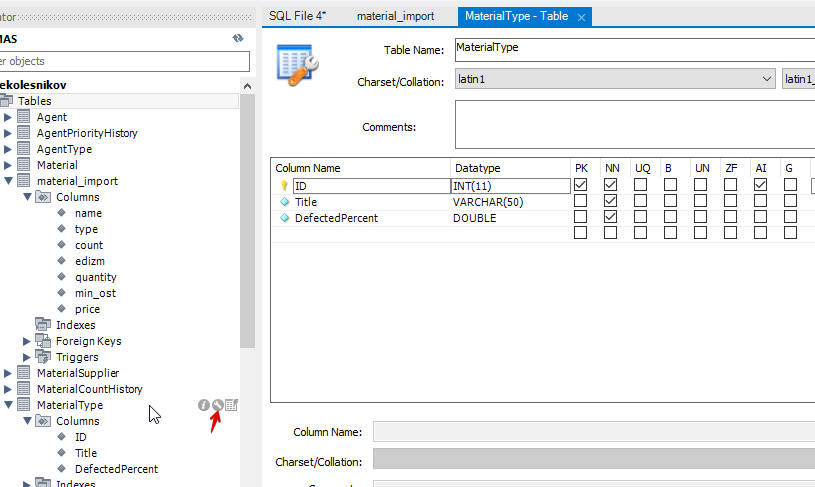 ator
MAS
er objects
ekolesnikov
Tables
Agent
AgentPriorityHistory
AgentType
Material
material_import
Columns
name
type
count
edizm
quantity
min_ost
price
Indexes
Foreign Keys
Triggers
MaterialSupplier
MaterialCountHistory
MaterialType
Columns
ID
Title
DefectedPercent
Indexes
SQL File 4* material_import MaterialType - Table
Table Name: MaterialType
Charset/Collation: latin1 latin1_
Comments:
Column Name Datatype PK NN UQ B UN ZF AI G
ID INT(11)
Title VARCHAR(50)
DefectedPercent DOUBLE
Column Name:
Charset/Collation: